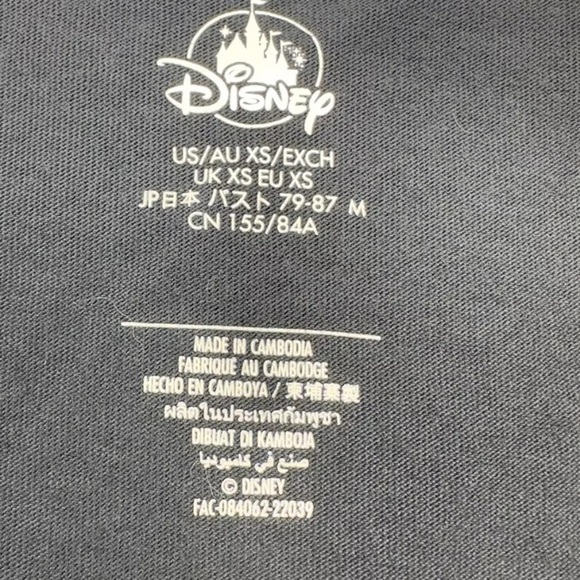 Disney
US/AU XS/EXCH
UK XS EU XS
JP日本 バスト 79-87 M
CN 155/84A
MADE IN CAMBODIA
FABRIQUÉ AU CAMBODGE
HECHO EN CAMBOYA / 柬埔寨製
ผลิตในประเทศกัมพูชา
DIBUAT DI KAMBOJA
صنع في كامبوديا
© DISNEY
FAC-084062-22039